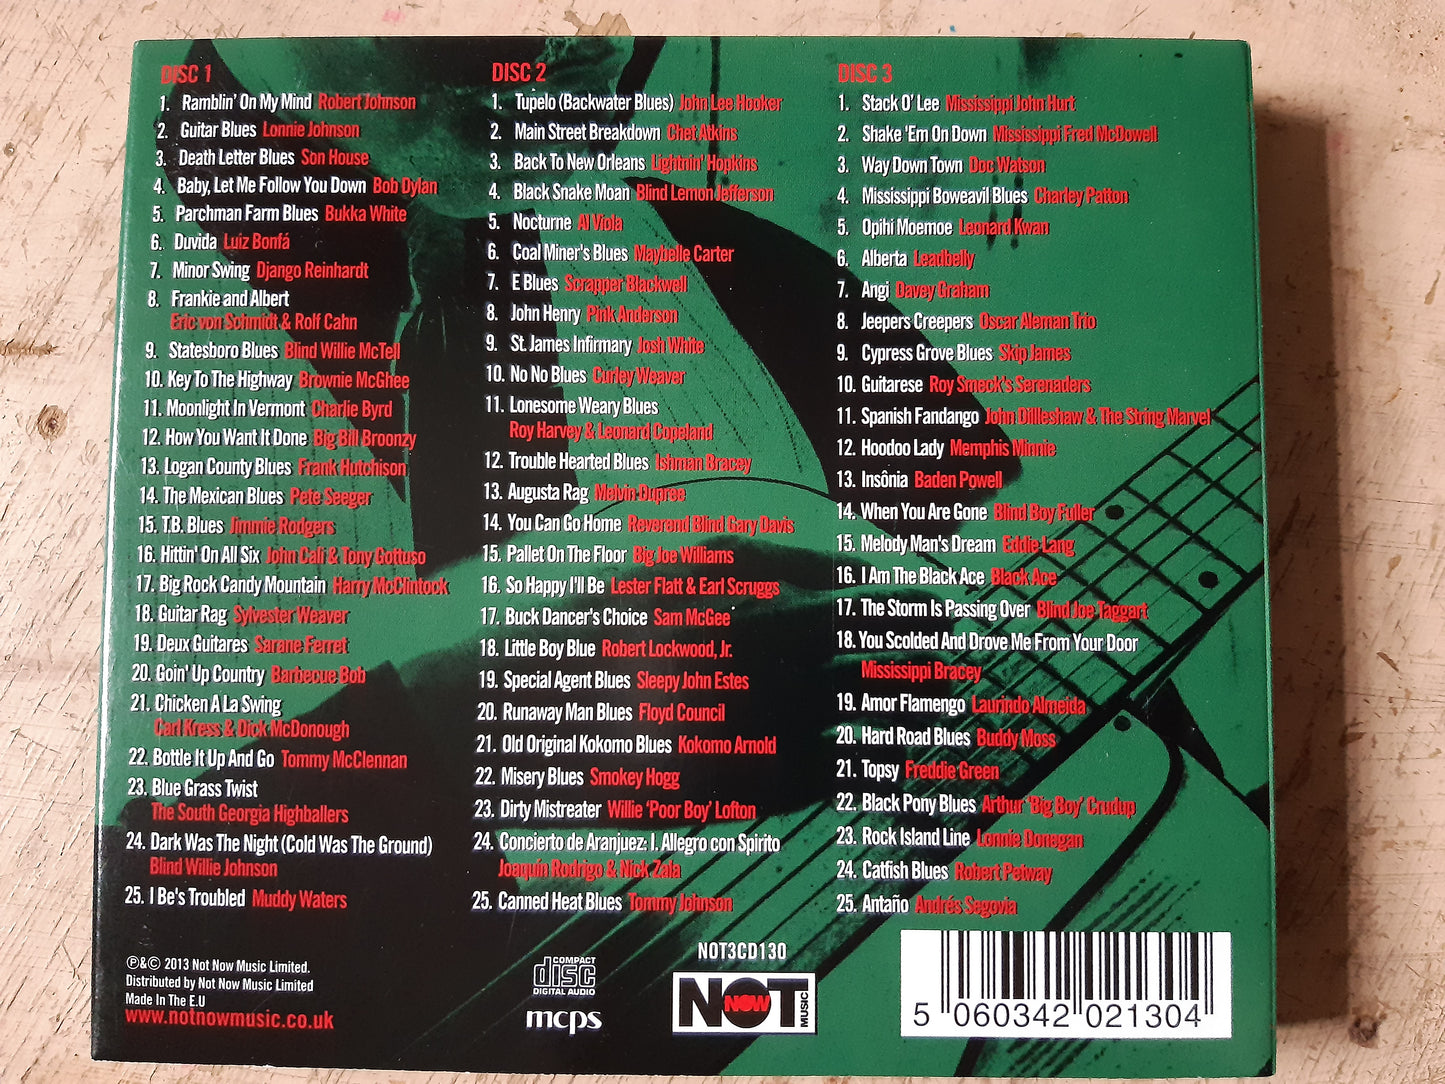 DISC 1
1. Ramblin' On My Mind Robert Johnson
2. Guitar Blues Lonnie Johnson
3. Death Letter Blues Son House
4. Baby, Let Me Follow You Down Bob Dylan
5. Parchman Farm Blues Bukka White
6. Duvida Luiz Bonfá
7. Minor Swing Django Reinhardt
8. Frankie and Albert
Eric von Schmidt & Rolf Cahn
9. Statesboro Blues Blind Willie McTell
10. Key To The Highway Brownie McGhee
11. Moonlight In Vermont Charlie Byrd
12. How You Want It Done Big Bill Broonzy
13. Logan County Blues Frank Hutchison
14. The Mexican Blues Pete Seeger
15. T.B. Blues Jimmie Rodgers
16. Hittin' On All Six John Cali & Tony Gottuso
17. Big Rock Candy Mountain Harry McClintock
18. Guitar Rag Sylvester Weaver
19. Deux Guitares Sarane Ferret
20. Goin' Up Country Barbecue Bob
21. Chicken A La Swing
Carl Kress & Dick McDonough
22. Bottle It Up And Go Tommy McClennan
23. Blue Grass Twist
The South Georgia Highballers
24. Dark Was The Night (Cold Was The Ground)
Blind Willie Johnson
25. I Be's Troubled Muddy Waters
DISC 2
1. Tupelo (Backwater Blues) John Lee Hooker
2. Main Street Breakdown Chet Atkins
3. Back To New Orleans Lightnin' Hopkins
4. Black Snake Moan Blind Lemon Jefferson
5. Nocturne Al Viola
6. Coal Miner's Blues Maybelle Carter
7. E Blues Scrapper Blackwell
8. John Henry Pink Anderson
9. St. James Infirmary Josh White
10. No No Blues Curley Weaver
11. Lonesome Weary Blues
Roy Harvey & Leonard Copeland
12. Trouble Hearted Blues Ishman Bracey
13. Augusta Rag Melvin Dupree
14. You Can Go Home Reverend Blind Gary Davis
15. Pallet On The Floor Big Joe Williams
16. So Happy I'll Be Lester Flatt & Earl Scruggs
17. Buck Dancer's Choice Sam McGee
18. Little Boy Blue Robert Lockwood, Jr.
19. Special Agent Blues Sleepy John Estes
20. Runaway Man Blues Floyd Council
21. Old Original Kokomo Blues Kokomo Arnold
22. Misery Blues Smokey Hogg
23. Dirty Mistreater Willie 'Poor Boy' Lofton
24. Concierto de Aranjuez: I. Allegro con Spirito
Joaquín Rodrigo & Nick Zala
25. Canned Heat Blues Tommy Johnson
DISC 3
1. Stack O' Lee Mississippi John Hurt
2. Shake 'Em On Down Mississippi Fred McDowell
3. Way Down Town Doc Watson
4. Mississippi Boweavil Blues Charley Patton
5. Opihi Moemoe Leonard Kwan
6. Alberta Leadbelly
7. Angi Davey Graham
8. Jeepers Creepers Oscar Aleman Trio
9. Cypress Grove Blues Skip James
10. Guitarese Roy Smeck's Serenaders
11. Spanish Fandango John Dilleshaw & The String Marvel
12. Hoodoo Lady Memphis Minnie
13. Insônia Baden Powell
14. When You Are Gone Blind Boy Fuller
15. Melody Man's Dream Eddie Lang
16. I Am The Black Ace Black Ace
17. The Storm Is Passing Over Blind Joe Taggart
18. You Scolded And Drove Me From Your Door
Mississippi Bracey
19. Amor Flamengo Laurindo Almeida
20. Hard Road Blues Buddy Moss
21. Topsy Freddie Green
22. Black Pony Blues Arthur 'Big Boy' Crudup
23. Rock Island Line Lonnie Donegan
24. Catfish Blues Robert Petway
25. Antaño Andrés Segovia
℗&© 2013 Not Now Music Limited.
Distributed by Not Now Music Limited
Made In The E.U
www.notnowmusic.co.uk
COMPACT
disc
DIGITAL AUDIO
mcps
NOT3CD130
NOT NOW MUSIC
5 060342 021304